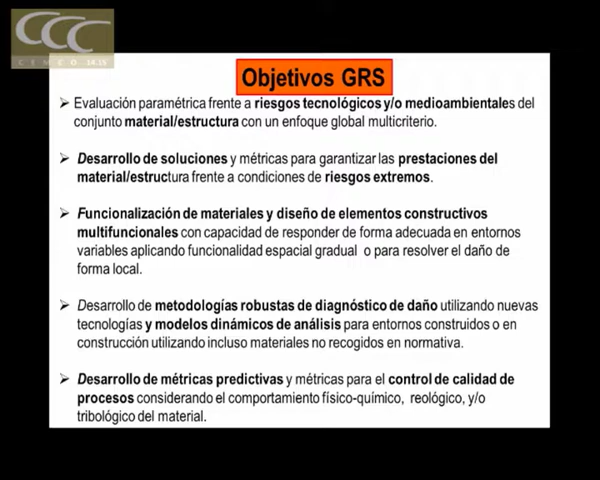 CCC
CEMCO 14.15
Objetivos GRS
➢ Evaluación paramétrica frente a riesgos tecnológicos y/o medioambientales del
conjunto material/estructura con un enfoque global multicriterio.
➢ Desarrollo de soluciones y métricas para garantizar las prestaciones del
material/estructura frente a condiciones de riesgos extremos.
➢ Funcionalización de materiales y diseño de elementos constructivos
multifuncionales con capacidad de responder de forma adecuada en entornos
variables aplicando funcionalidad espacial gradual o para resolver el daño de
forma local.
➢ Desarrollo de metodologías robustas de diagnóstico de daño utilizando nuevas
tecnologías y modelos dinámicos de análisis para entornos construidos o en
construcción utilizando incluso materiales no recogidos en normativa.
➢ Desarrollo de métricas predictivas y métricas para el control de calidad de
procesos considerando el comportamiento físico-químico, reológico, y/o
tribológico del material.